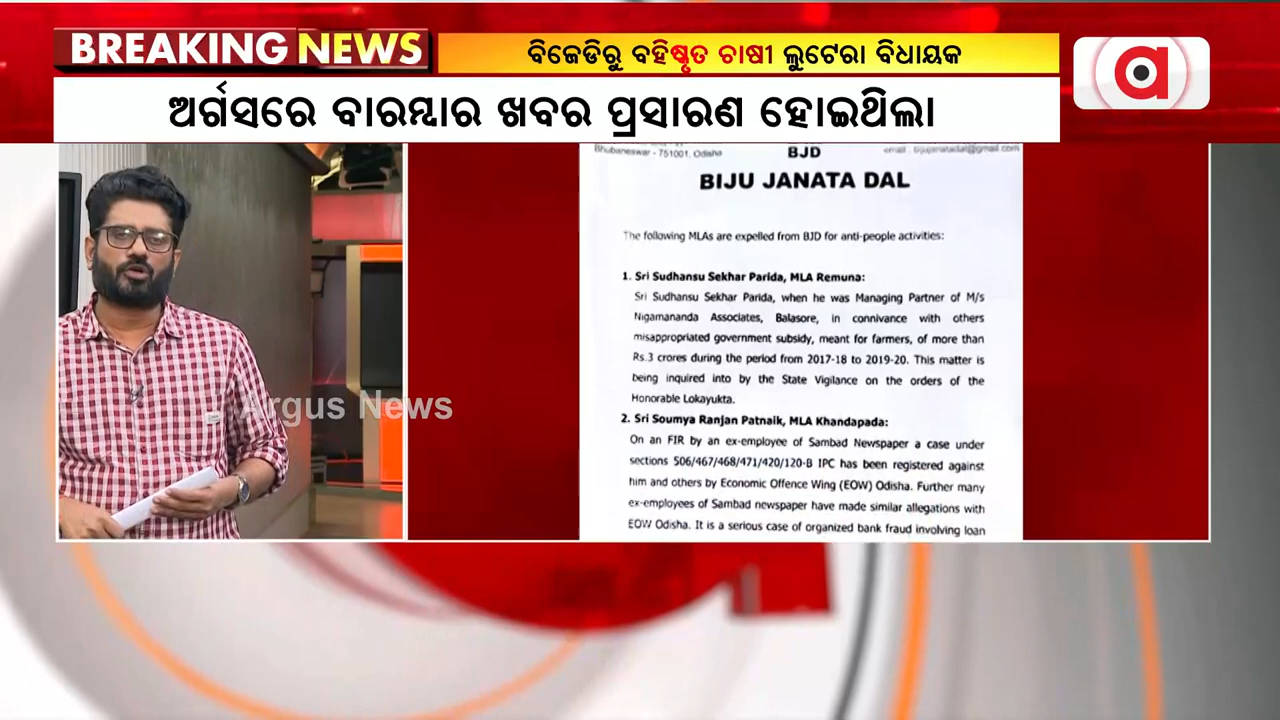 BREAKING NEWS
ବିଜେଡିରୁ ବହିଷ୍କୃତ ଚାଷୀ ଲୁଟେରା ବିଧାୟକ
a
ଅର୍ଗସରେ ବାରମ୍ବାର ଖବର ପ୍ରସାରଣ ହୋଇଥିଲା
Bhubaneswar - 751001, Odisha
BJD
email : bijujanatadal@gmail.com
BIJU JANATA DAL
The following MLAs are expelled from BJD for anti-people activities:
1. Sri Sudhansu Sekhar Parida, MLA Remuna:
Sri Sudhansu Sekhar Parida, when he was Managing Partner of M/s
Nigamananda Associates, Balasore, in connivance with others
misappropriated government subsidy, meant for farmers, of more than
Rs.3 crores during the period from 2017-18 to 2019-20. This matter is
being inquired into by the State Vigilance on the orders of the
Honorable Lokayukta.
2. Sri Soumya Ranjan Patnaik, MLA Khandapada:
On an FIR by an ex-employee of Sambad Newspaper a case under
sections 506/467/468/471/420/120-B IPC has been registered against
him and others by Economic Offence Wing (EOW) Odisha. Further many
ex-employees of Sambad newspaper have made similar allegations with
EOW Odisha. It is a serious case of organized bank fraud involving loan
Argus News